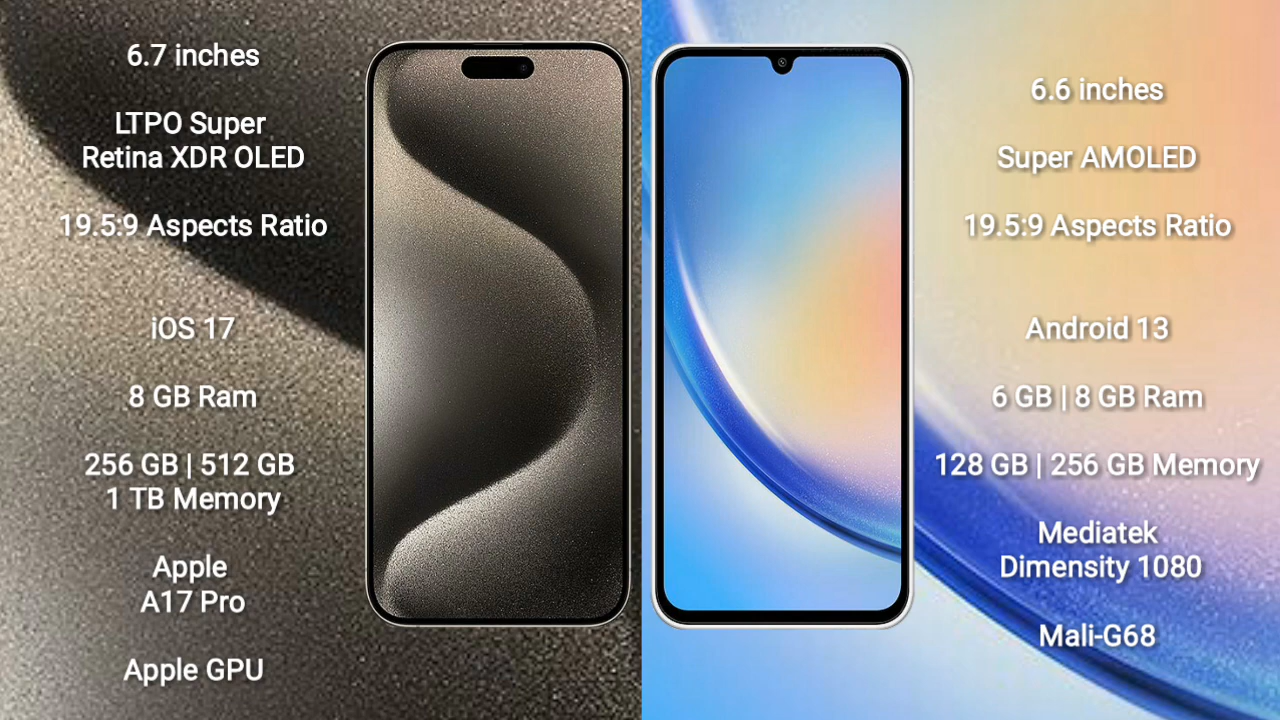 6.7 inches
LTPO Super
Retina XDR OLED
19.5:9 Aspects Ratio
iOS 17
8 GB Ram
256 GB | 512 GB
1 TB Memory
Apple
A17 Pro
Apple GPU
6.6 inches
Super AMOLED
19.5:9 Aspects Ratio
Android 13
6 GB | 8 GB Ram
128 GB | 256 GB Memory
Mediatek
Dimensity 1080
Mali-G68